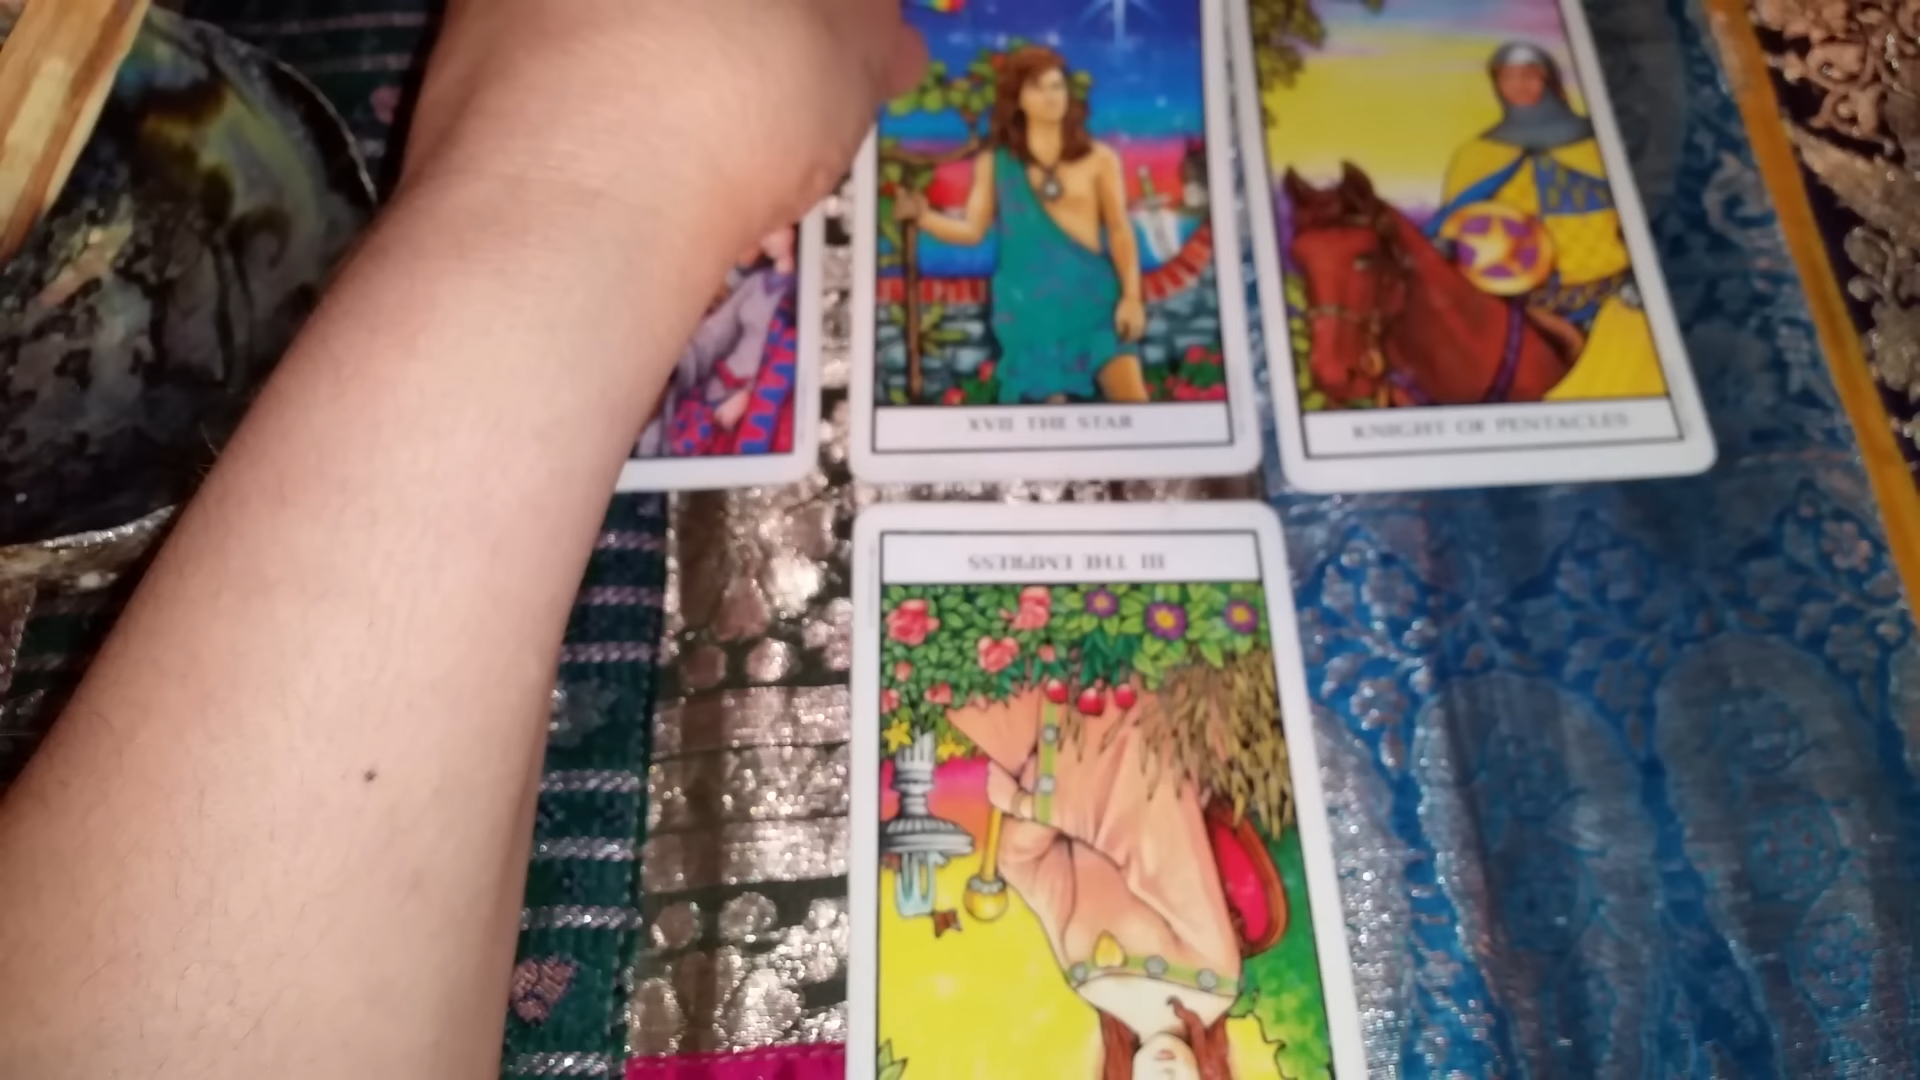 XVII THE STAR
KNIGHT OF PENTACLES
III THE EMPRESS